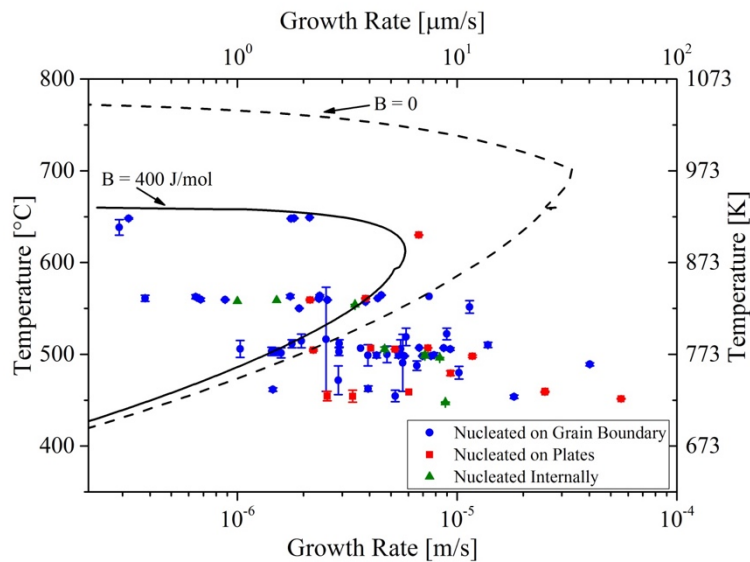 Growth Rate [μm/s]
10⁰ 10¹ 10²
800 1073
B = 0
700 973
B = 400 J/mol
Temperature [°C]
Temperature [K]
600 873
500 773
400 673
Nucleated on Grain Boundary
Nucleated on Plates
Nucleated Internally
10⁻⁶ 10⁻⁵ 10⁻⁴
Growth Rate [m/s]